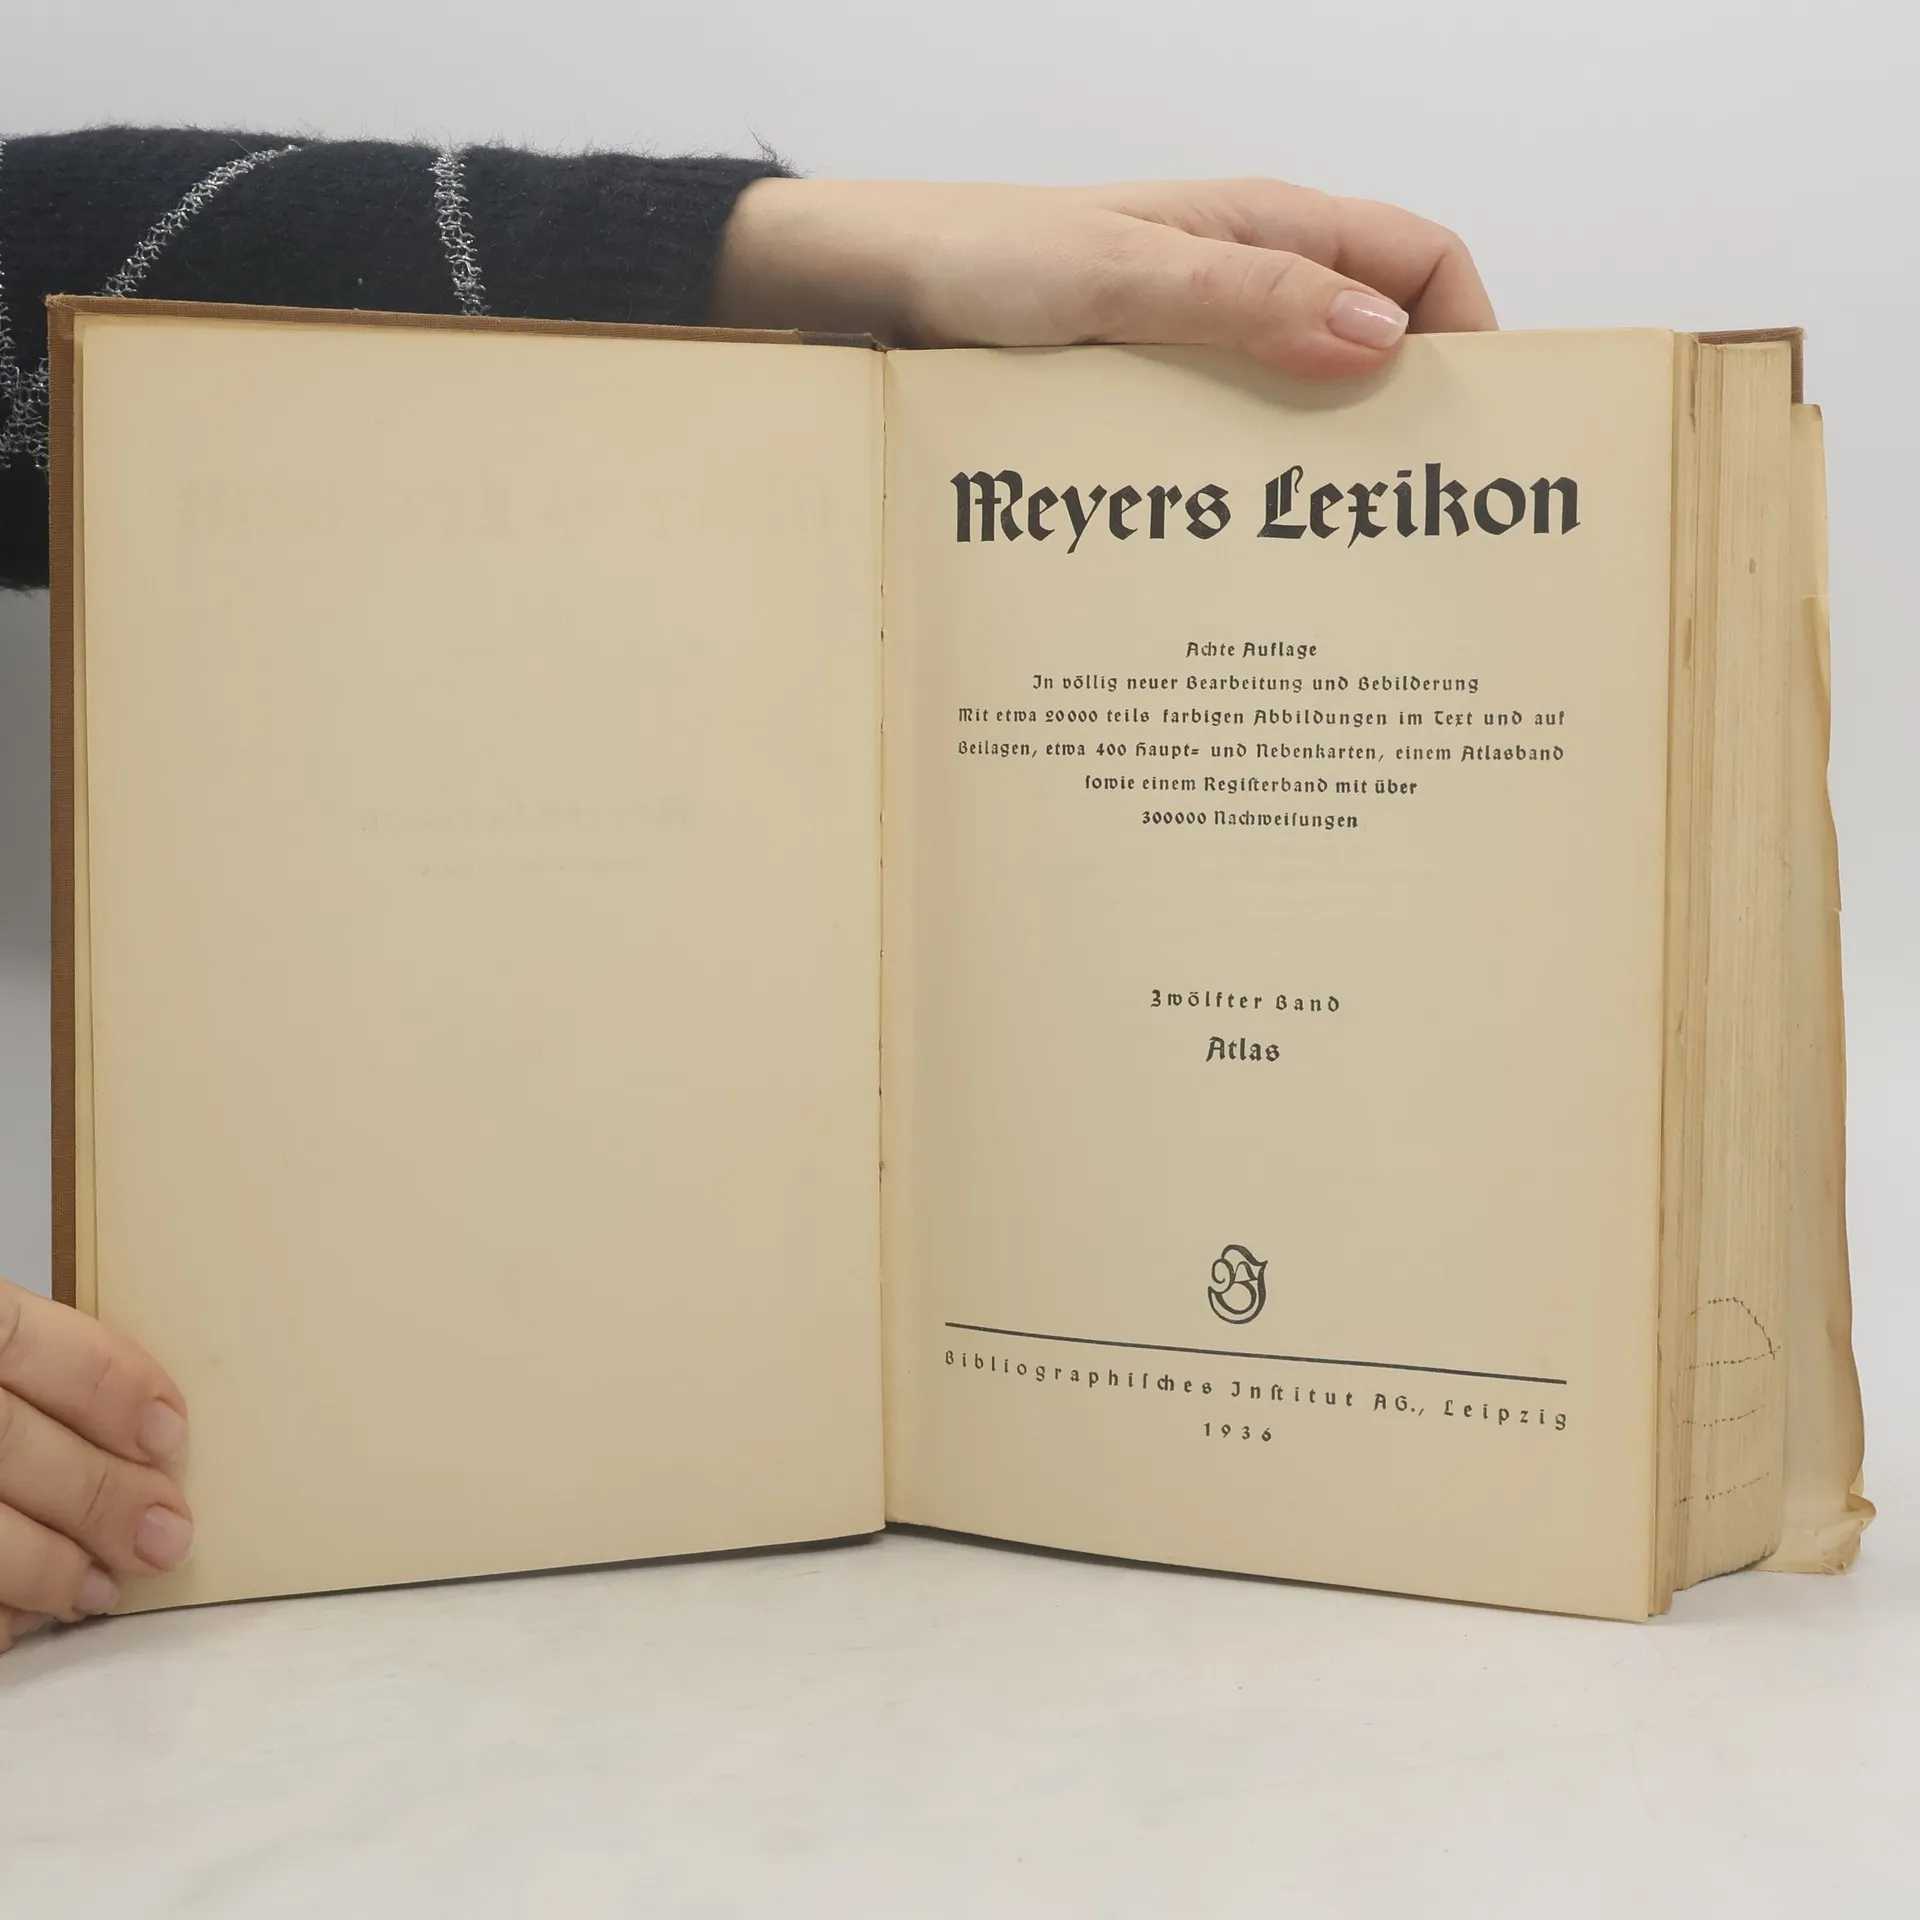 Meyers Lexikon
Achte Auflage
In völlig neuer Bearbeitung und Bebilderung
Mit etwa 20000 teils farbigen Abbildungen im Text und auf
Beilagen, etwa 400 Haupt= und Nebenkarten, einem Atlasband
ſowie einem Regiſterband mit über
300000 Nachweiſungen
Zwölfter Band
Atlas
BI
Bibliographiſches Inſtitut AG., Leipzig
1936